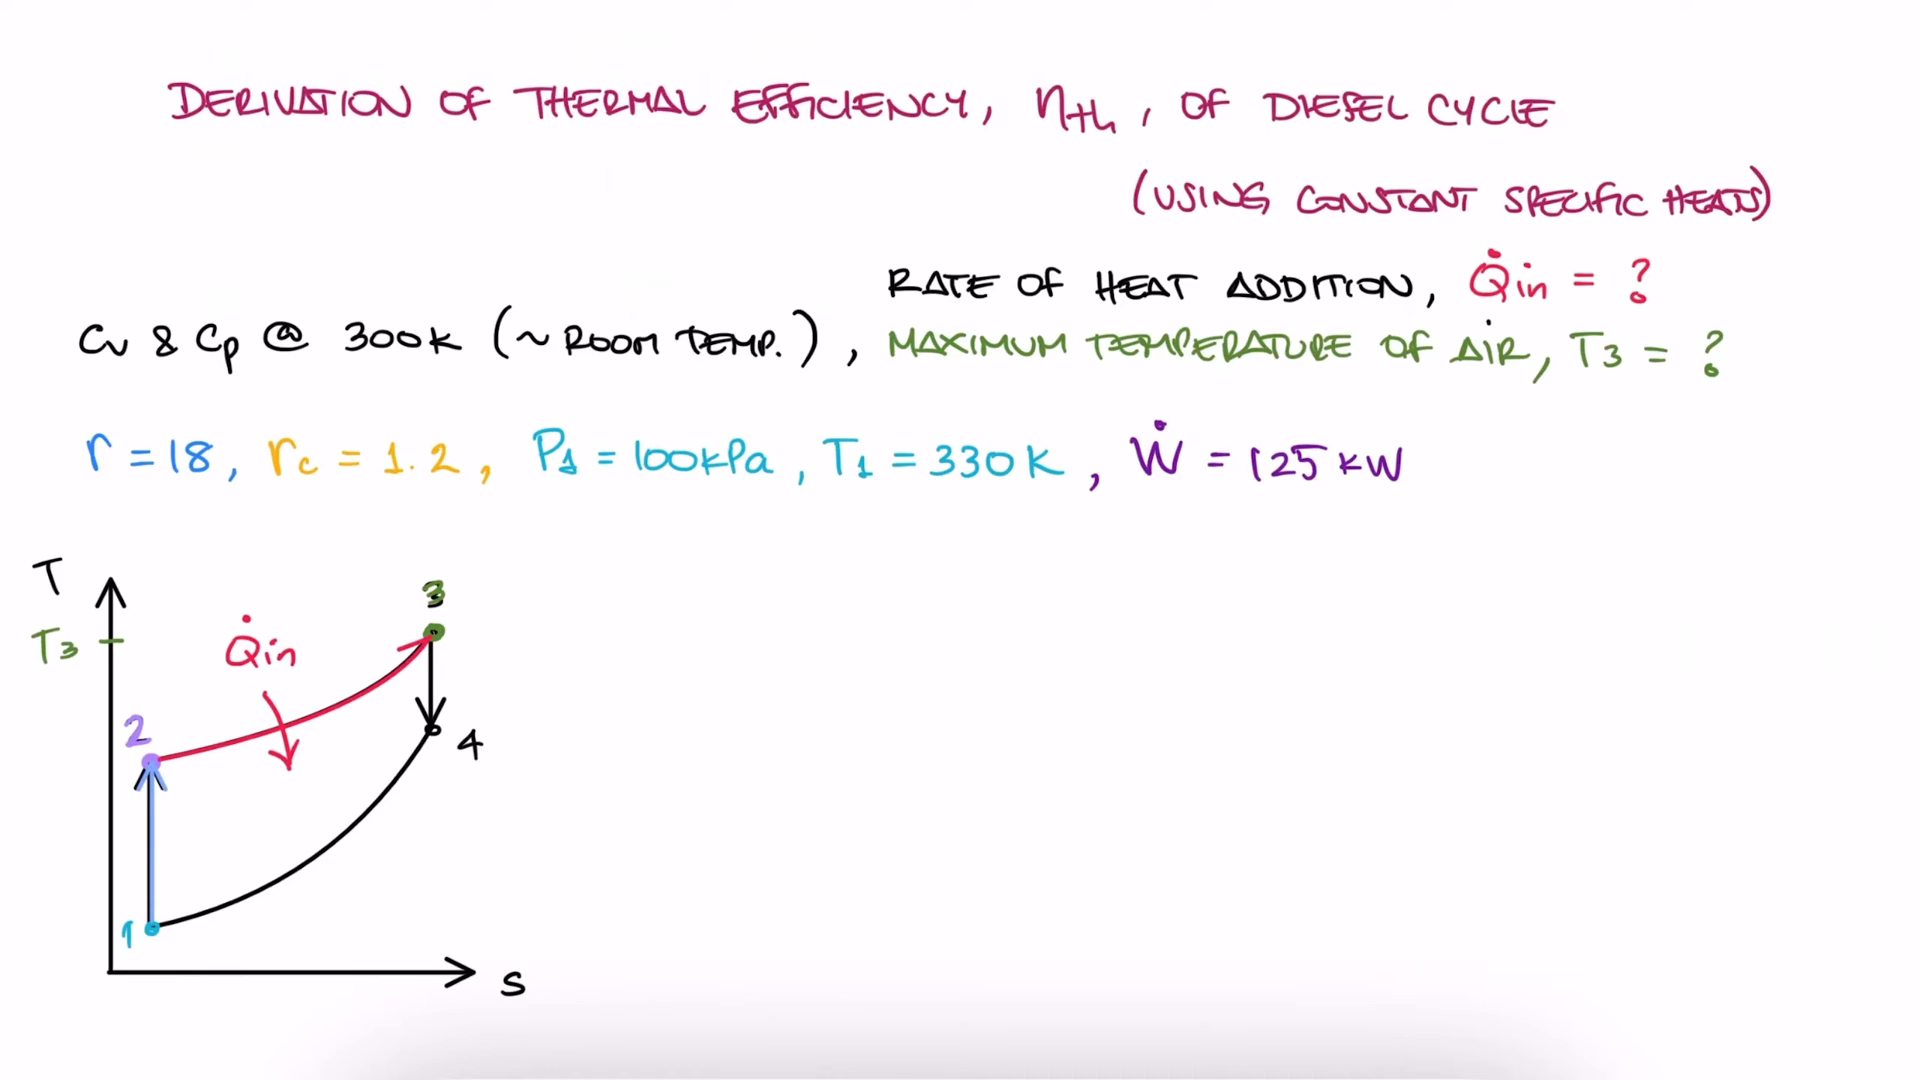 DERIVATION OF THERMAL EFFICIENCY, ηth, OF DIESEL CYCLE
(USING CONSTANT SPECIFIC HEATS)
RATE OF HEAT ADDITION, Q̇in = ?
Cv & Cp @ 300K (~ROOM TEMP.), MAXIMUM TEMPERATURE OF AIR, T3 = ?
r = 18, rc = 1.2, P1 = 100kPa, T1 = 330K, Ẇ = 125 kW
T
3
T3
Q̇in
2
4
1
s